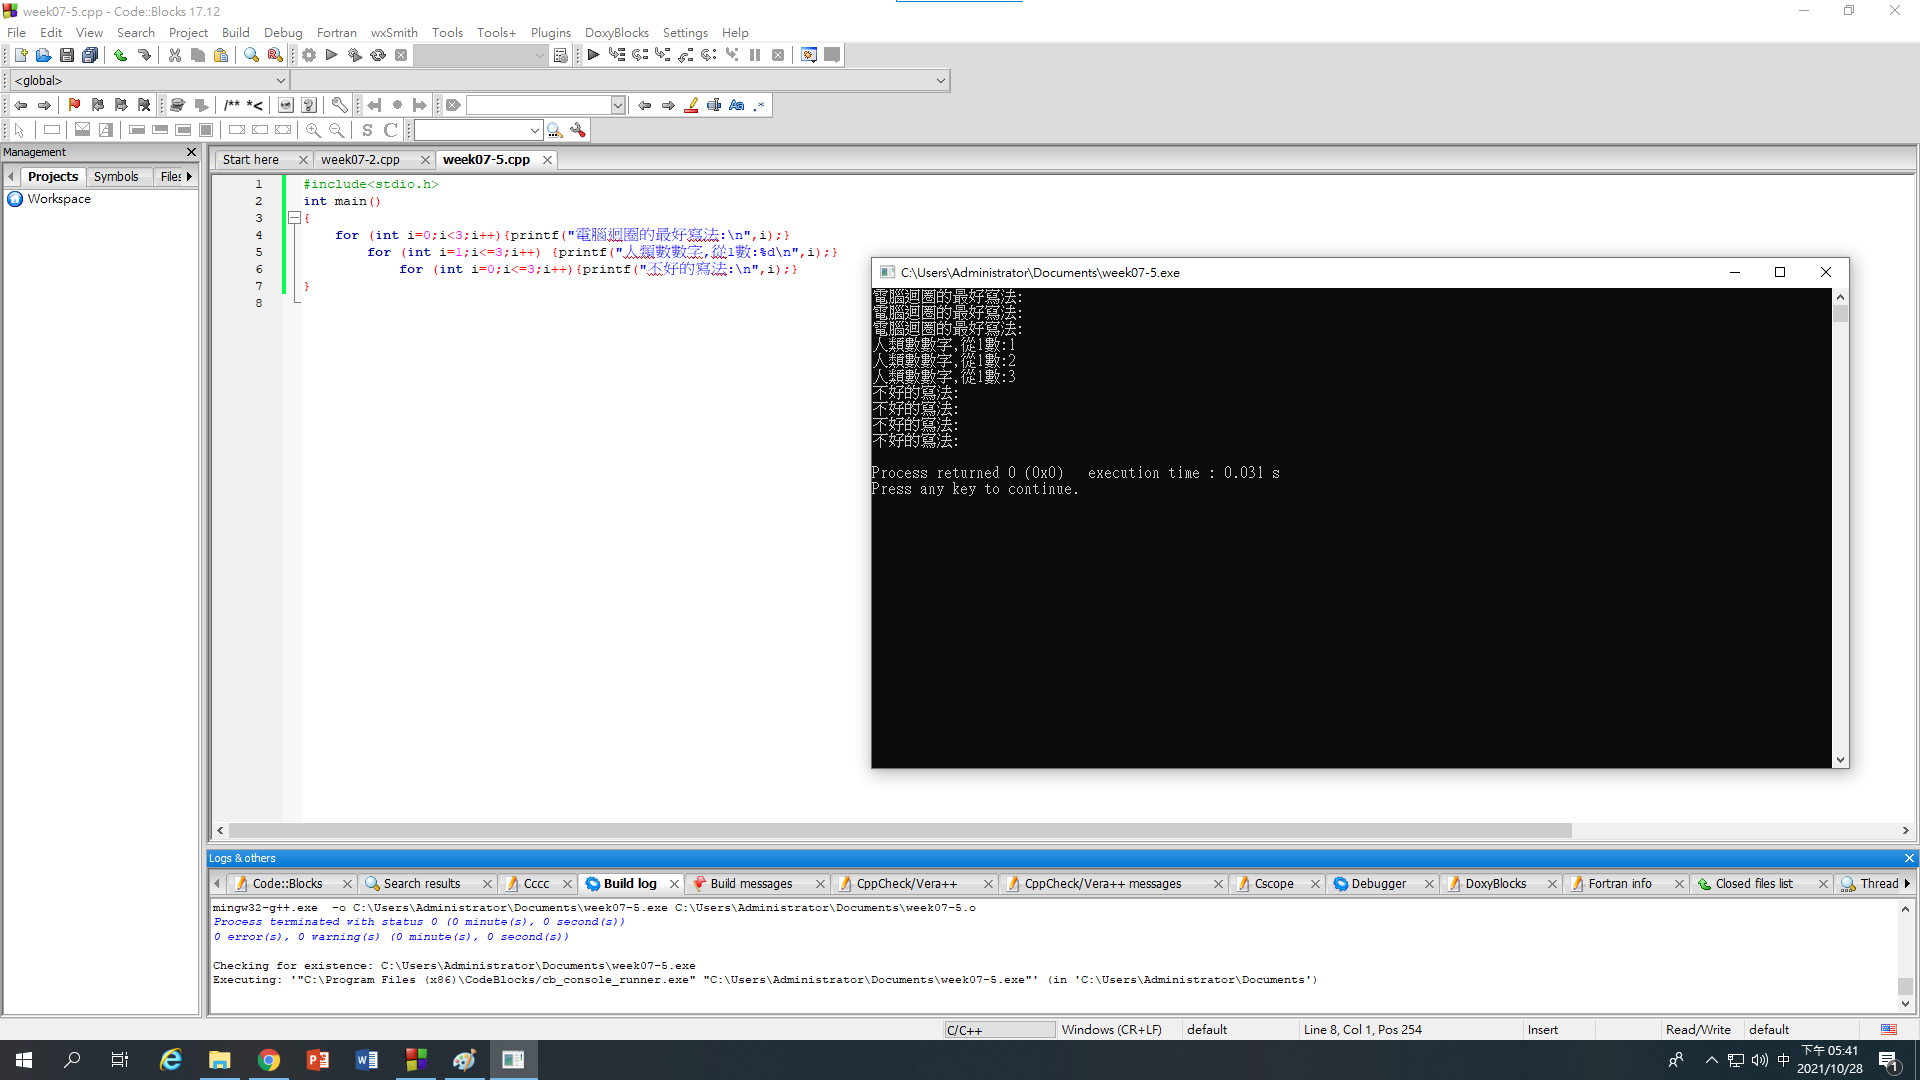 week07-5.cpp - Code::Blocks 17.12
File Edit View Search Project Build Debug Fortran wxSmith Tools Tools+ Plugins DoxyBlocks Settings Help
<global>
/** *<
S C
Management
Projects Symbols Files
Workspace
Start here week07-2.cpp week07-5.cpp
1 #include<stdio.h>
2 int main()
3 {
4 for (int i=0;i<3;i++){printf("電腦迴圈的最好寫法:\n",i);}
5 for (int i=1;i<=3;i++) {printf("人類數數字,從1數:%d\n",i);}
6 for (int i=0;i<=3;i++){printf("不好的寫法:\n",i);}
7 }
8
C:\Users\Administrator\Documents\week07-5.exe
電腦迴圈的最好寫法:
電腦迴圈的最好寫法:
電腦迴圈的最好寫法:
人類數數字,從1數:1
人類數數字,從1數:2
人類數數字,從1數:3
不好的寫法:
不好的寫法:
不好的寫法:
不好的寫法:
Process returned 0 (0x0)   execution time : 0.031 s
Press any key to continue.
Logs & others
Code::Blocks Search results Cccc Build log Build messages CppCheck/Vera++ CppCheck/Vera++ messages Cscope Debugger DoxyBlocks Fortran info Closed files list Thread
mingw32-g++.exe  -o C:\Users\Administrator\Documents\week07-5.exe C:\Users\Administrator\Documents\week07-5.o
Process terminated with status 0 (0 minute(s), 0 second(s))
0 error(s), 0 warning(s) (0 minute(s), 0 second(s))
Checking for existence: C:\Users\Administrator\Documents\week07-5.exe
Executing: '"C:\Program Files (x86)\CodeBlocks/cb_console_runner.exe" "C:\Users\Administrator\Documents\week07-5.exe"' (in 'C:\Users\Administrator\Documents')
C/C++ Windows (CR+LF) default Line 8, Col 1, Pos 254 Insert Read/Write default
中 下午 05:41
2021/10/28
1